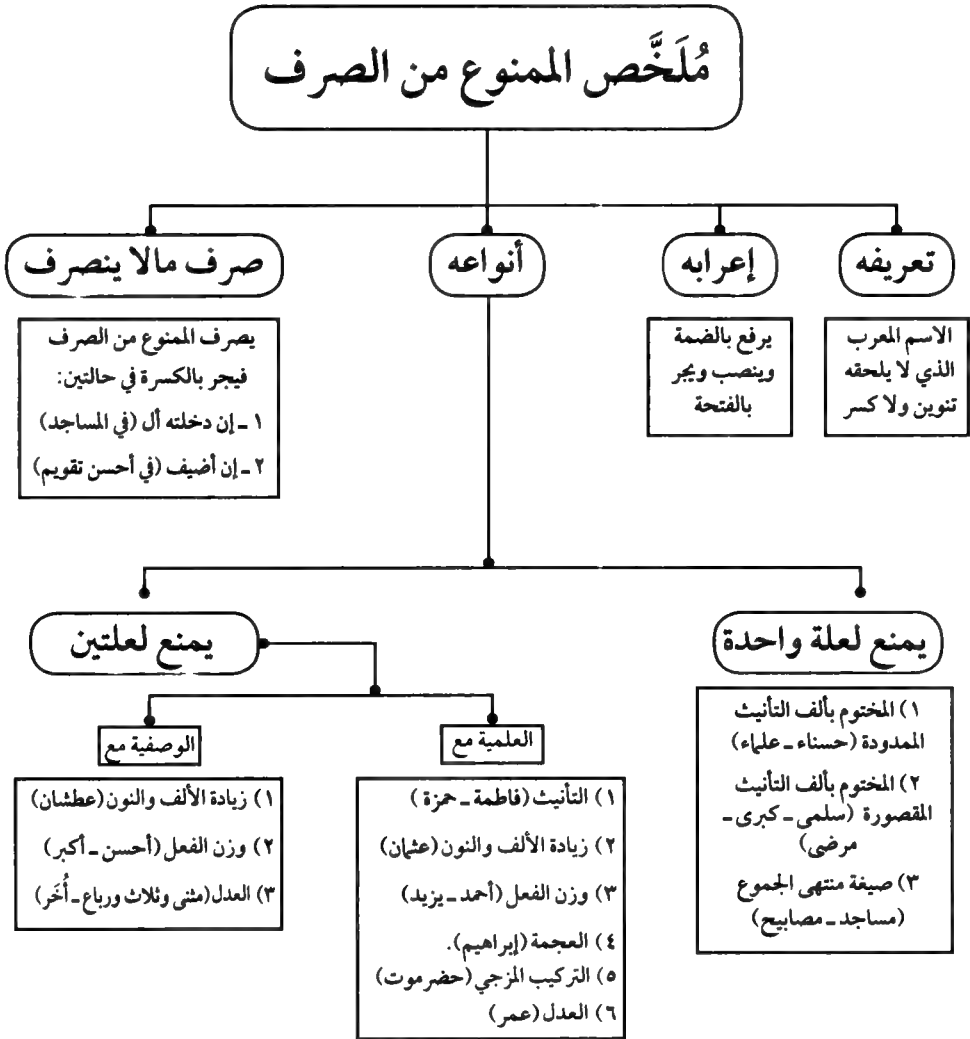 مُلَخَّص الممنوع من الصرف
تعريفه
الاسم المعرب
الذي لا يلحقه
تنوين ولا كسر
إعرابه
يرفع بالضمة
وينصب ويجر
بالفتحة
أنواعه
صرف مالا ينصرف
يصرف الممنوع من الصرف
فيجر بالكسرة في حالتين:
١ ـ إن دخلته أل (في المساجد)
٢ ـ إن أضيف (في أحسن تقويم)
يمنع لعلة واحدة
١) المختوم بألف التأنيث
الممدودة (حسناء ـ علماء)
٢) المختوم بألف التأنيث
المقصورة (سلمى ـ كبرى ـ
مرضى)
٣) صيغة منتهى الجموع
(مساجد ـ مصابيح)
يمنع لعلتين
العلمية مع
١) التأنيث (فاطمة ـ حمزة )
٢) زيادة الألف والنون (عثمان)
٣) وزن الفعل (أحمد ـ يزيد)
٤) العجمة (إبراهيم).
٥) التركيب المزجي (حضرموت)
٦) العدل (عمر)
الوصفية مع
١) زيادة الألف والنون (عطشان)
٢) وزن الفعل (أحسن ـ أكبر)
٣) العدل (مثنى وثلاث ورباع ـ أُخَر)